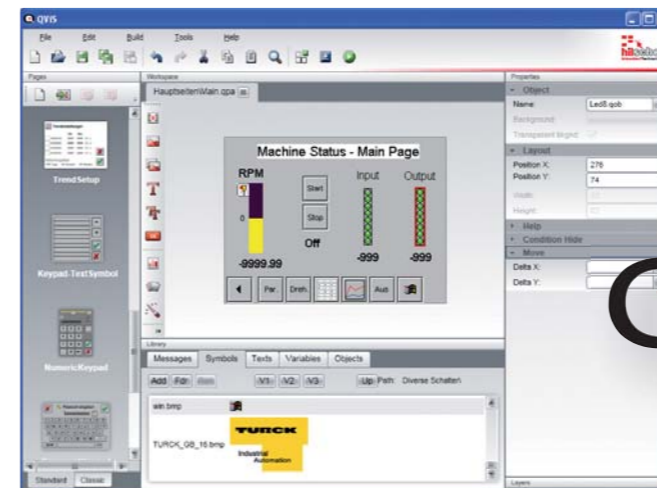 QViS
File Edit Build Tools Help
Pages
Workspace
Properties
Hauptseiten\Main.qpa
Object
Name: Led8.qob
Background:
Transparent bkgnd:
Layout
Position X: 276
Position Y: 74
Width:
Height:
Help
Condition Hide
Move
Delta X:
Delta Y:
TrendSetup
Keypad-TextSymbol
NumericKeypad
Machine Status - Main Page
RPM Input Output
Start
0 Stop
Off
-9999.99 -999 -999
Par. Dreh. Aus
Library
Messages Symbols Texts Variables Objects
Add Fdr Rem V1 V2 V3 Up Path: Diverse Schalter\
win.bmp
TURCK_GB_16.bmp
TURCK
Industrial
Automation
Standard Classic
Layers